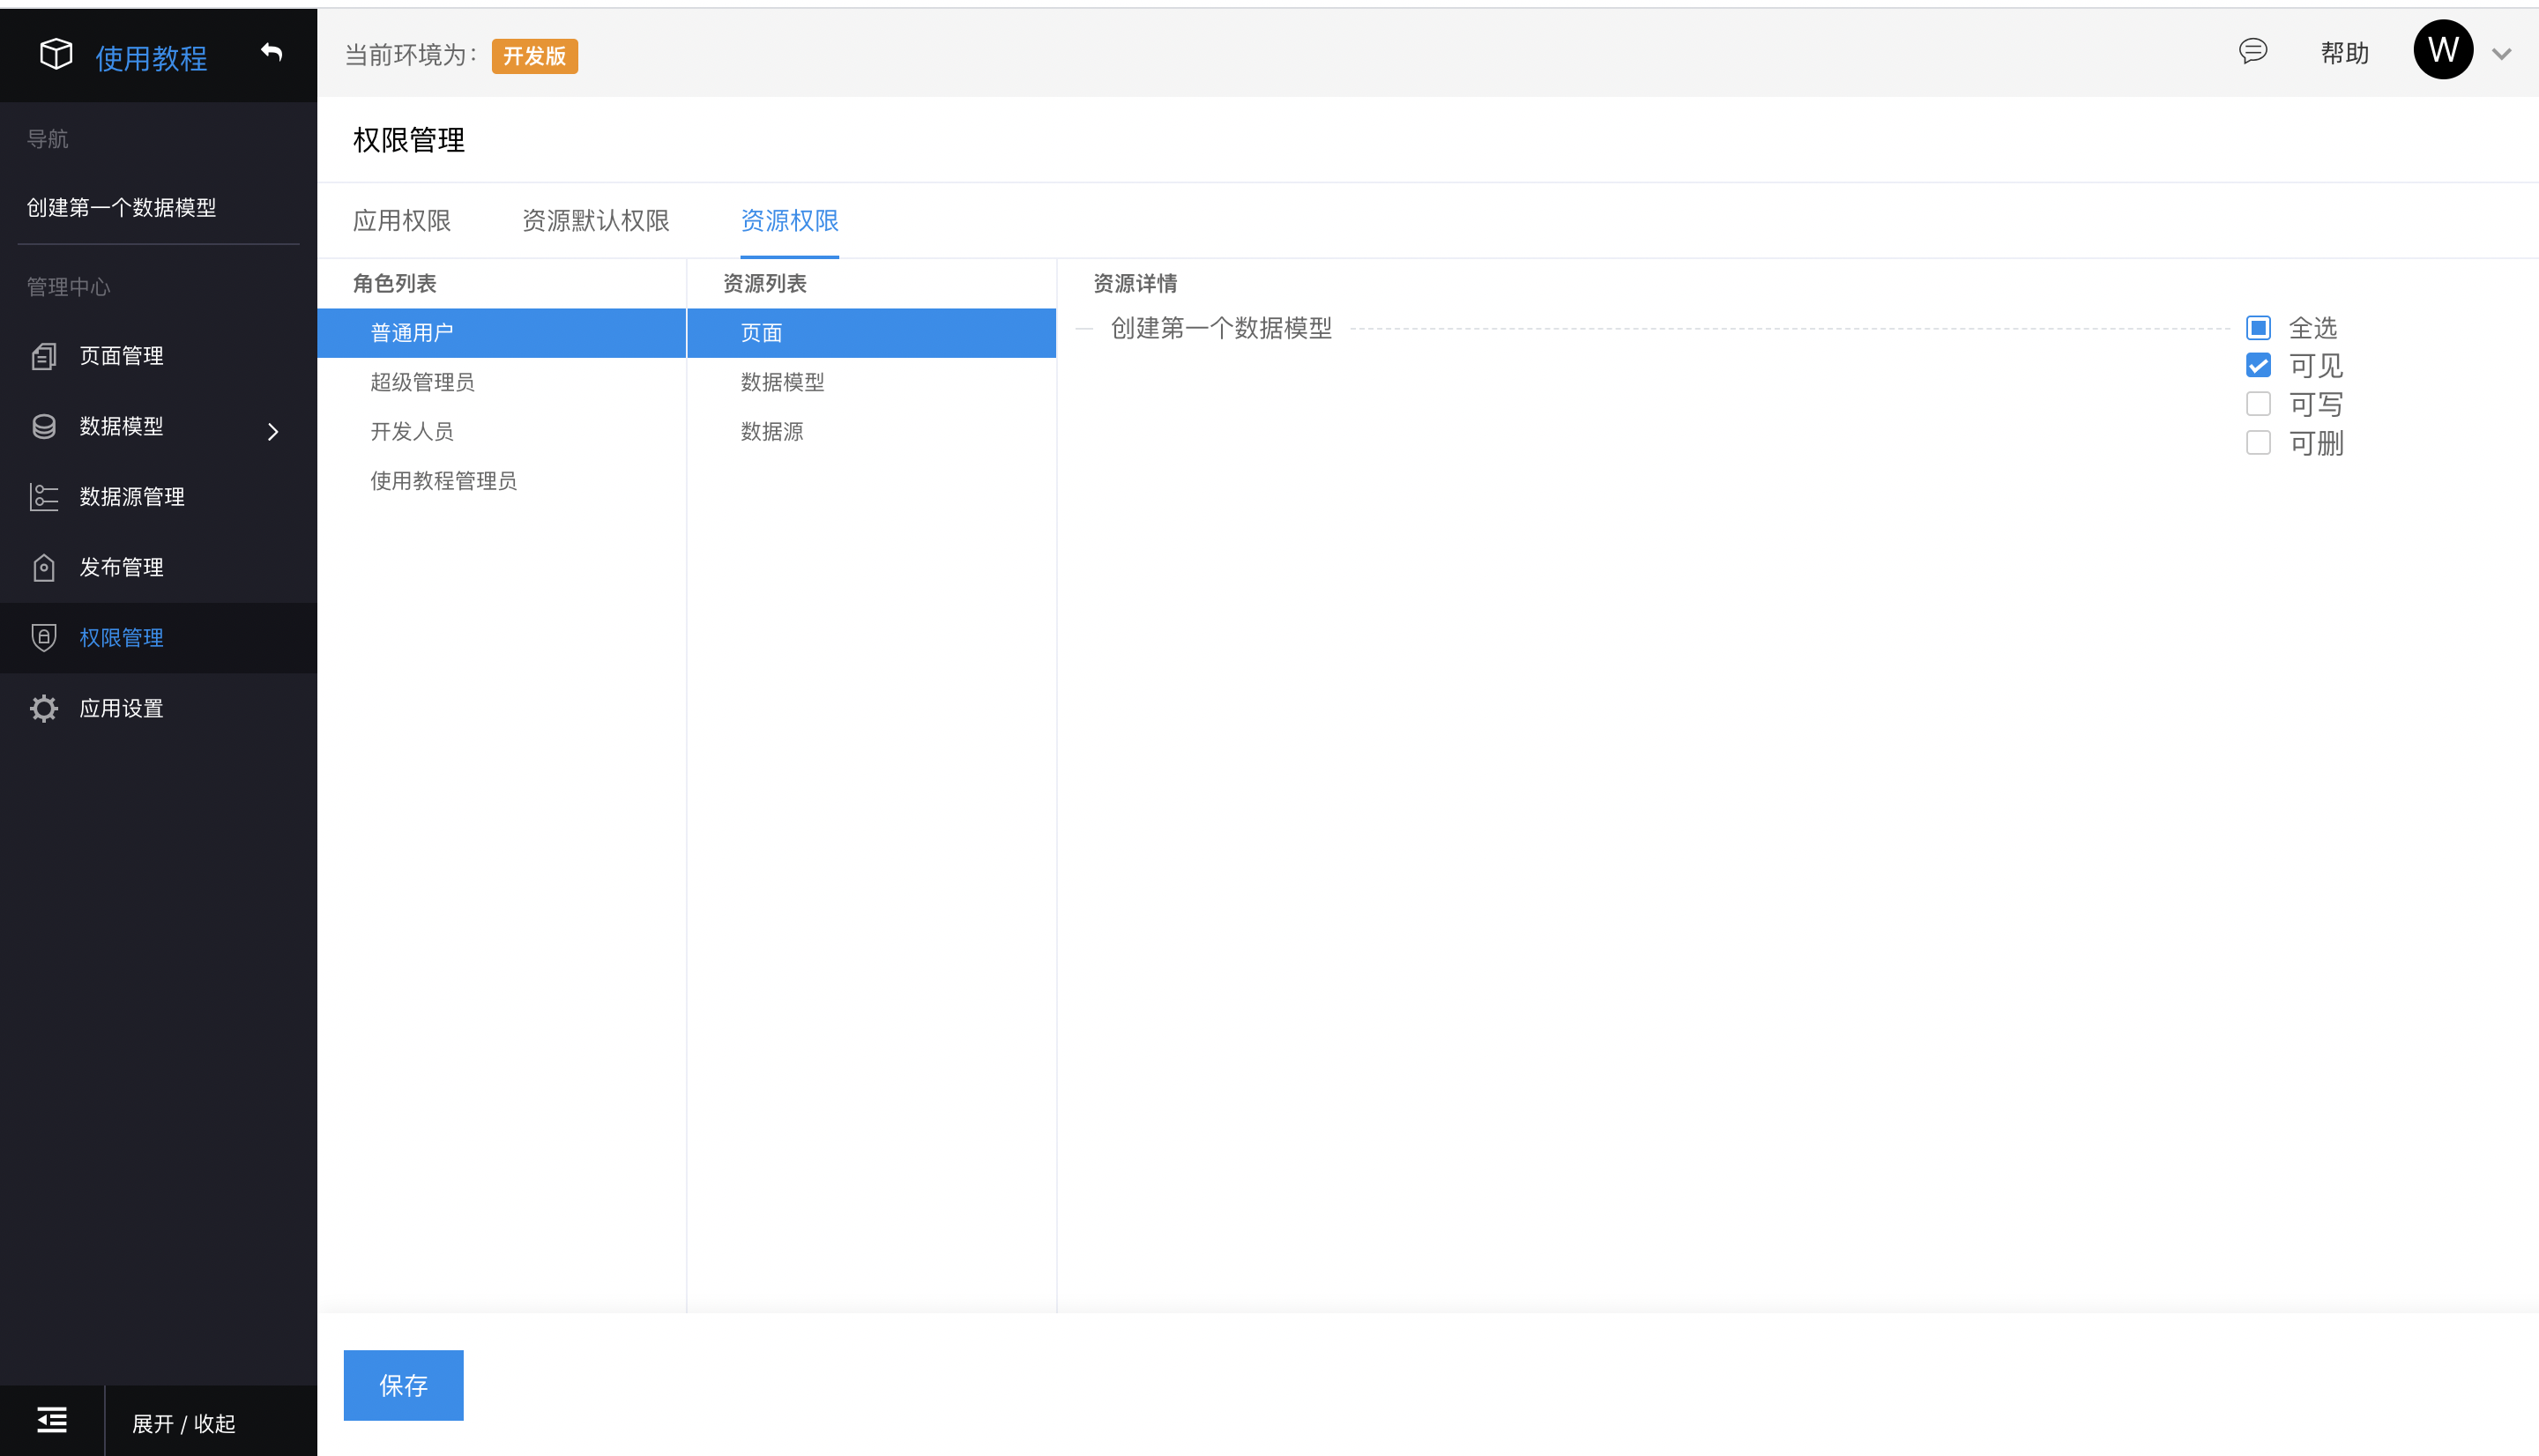 使用教程
导航
创建第一个数据模型
管理中心
页面管理
数据模型
数据源管理
发布管理
权限管理
应用设置
展开 / 收起
当前环境为：
开发版
帮助
W
权限管理
应用权限
资源默认权限
资源权限
角色列表
普通用户
超级管理员
开发人员
使用教程管理员
资源列表
页面
数据模型
数据源
资源详情
创建第一个数据模型
全选
可见
可写
可删
保存